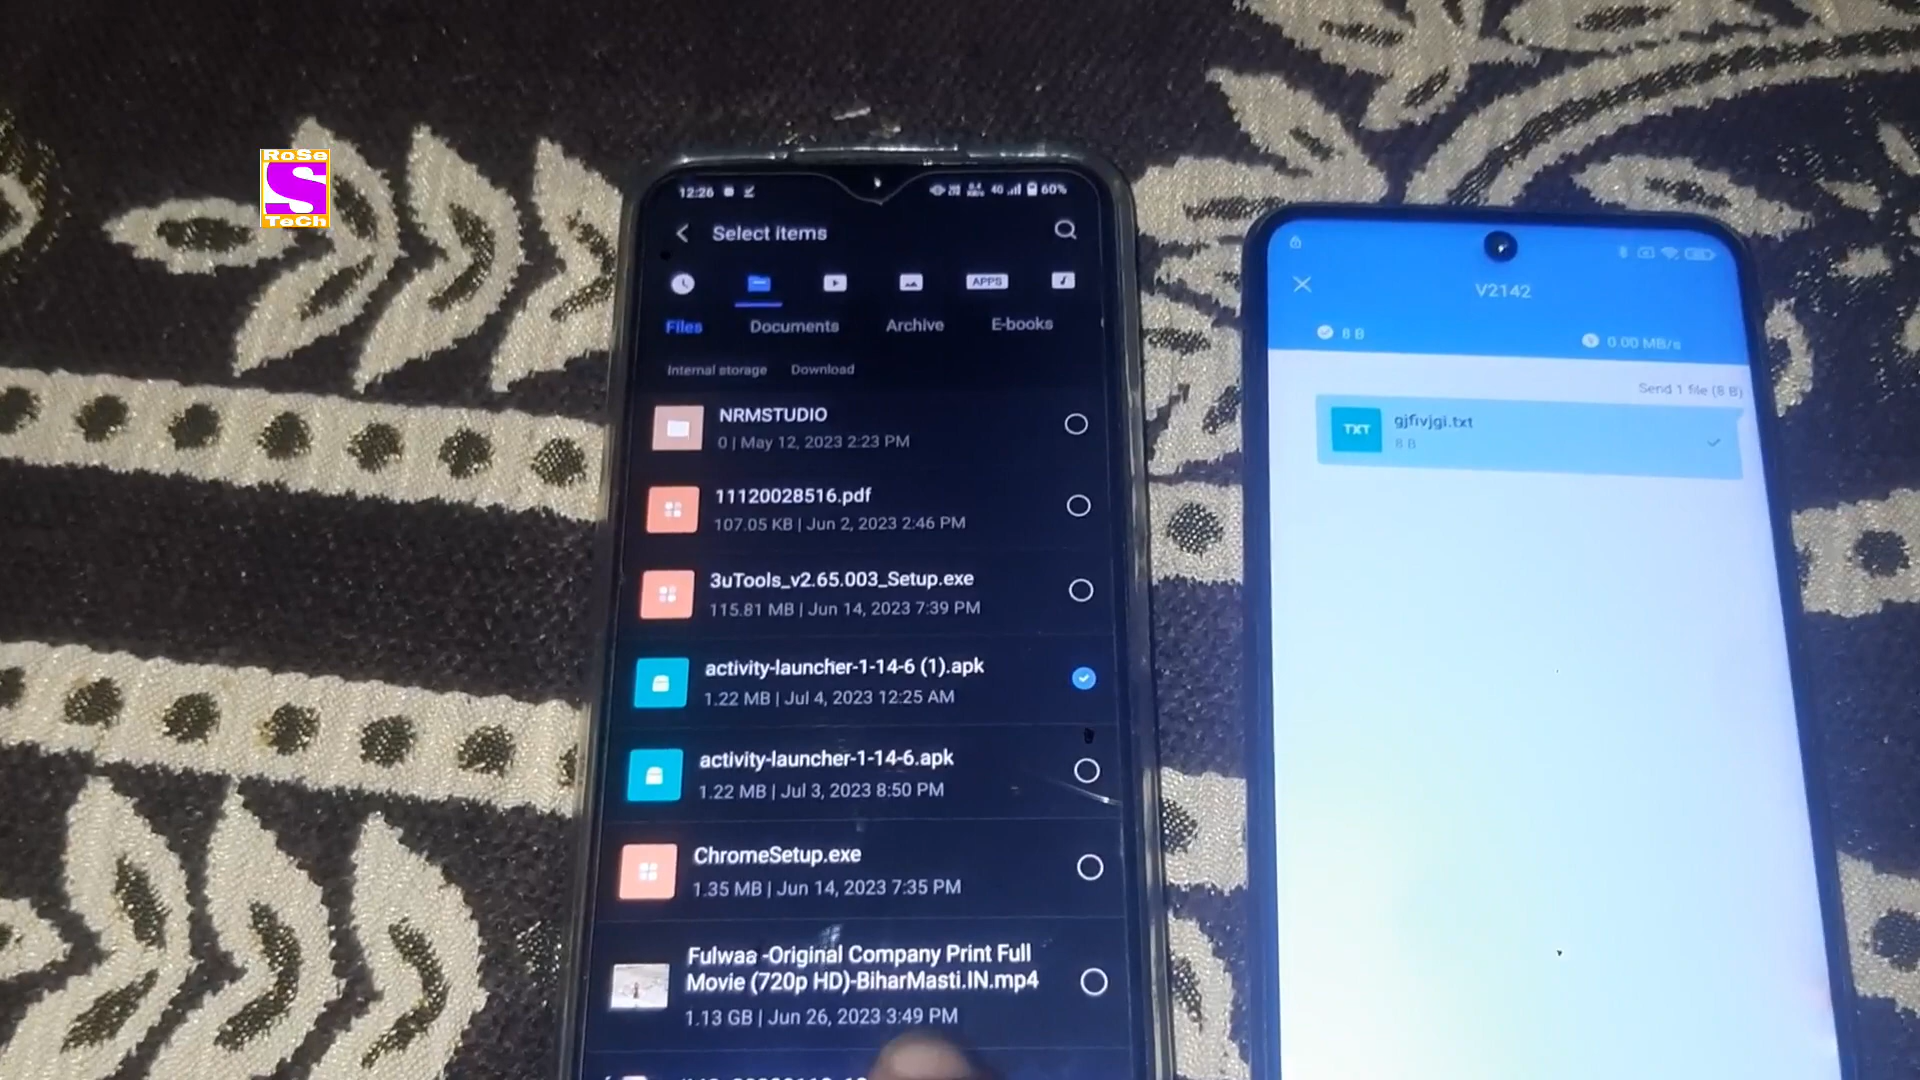 RoSe
S
TeCh
12:26
4G
60%
Select items
APPS
Files
Documents
Archive
E-books
Internal storage
Download
NRMSTUDIO
0 | May 12, 2023 2:23 PM
11120028516.pdf
107.05 KB | Jun 2, 2023 2:46 PM
3uTools_v2.65.003_Setup.exe
115.81 MB | Jun 14, 2023 7:39 PM
activity-launcher-1-14-6 (1).apk
1.22 MB | Jul 4, 2023 12:25 AM
activity-launcher-1-14-6.apk
1.22 MB | Jul 3, 2023 8:50 PM
ChromeSetup.exe
1.35 MB | Jun 14, 2023 7:35 PM
Fulwaa -Original Company Print Full
Movie (720p HD)-BiharMasti.IN.mp4
1.13 GB | Jun 26, 2023 3:49 PM
V2142
8 B
0.00 MB/s
Send 1 file (8 B)
TXT
gjfivjgi.txt
8 B